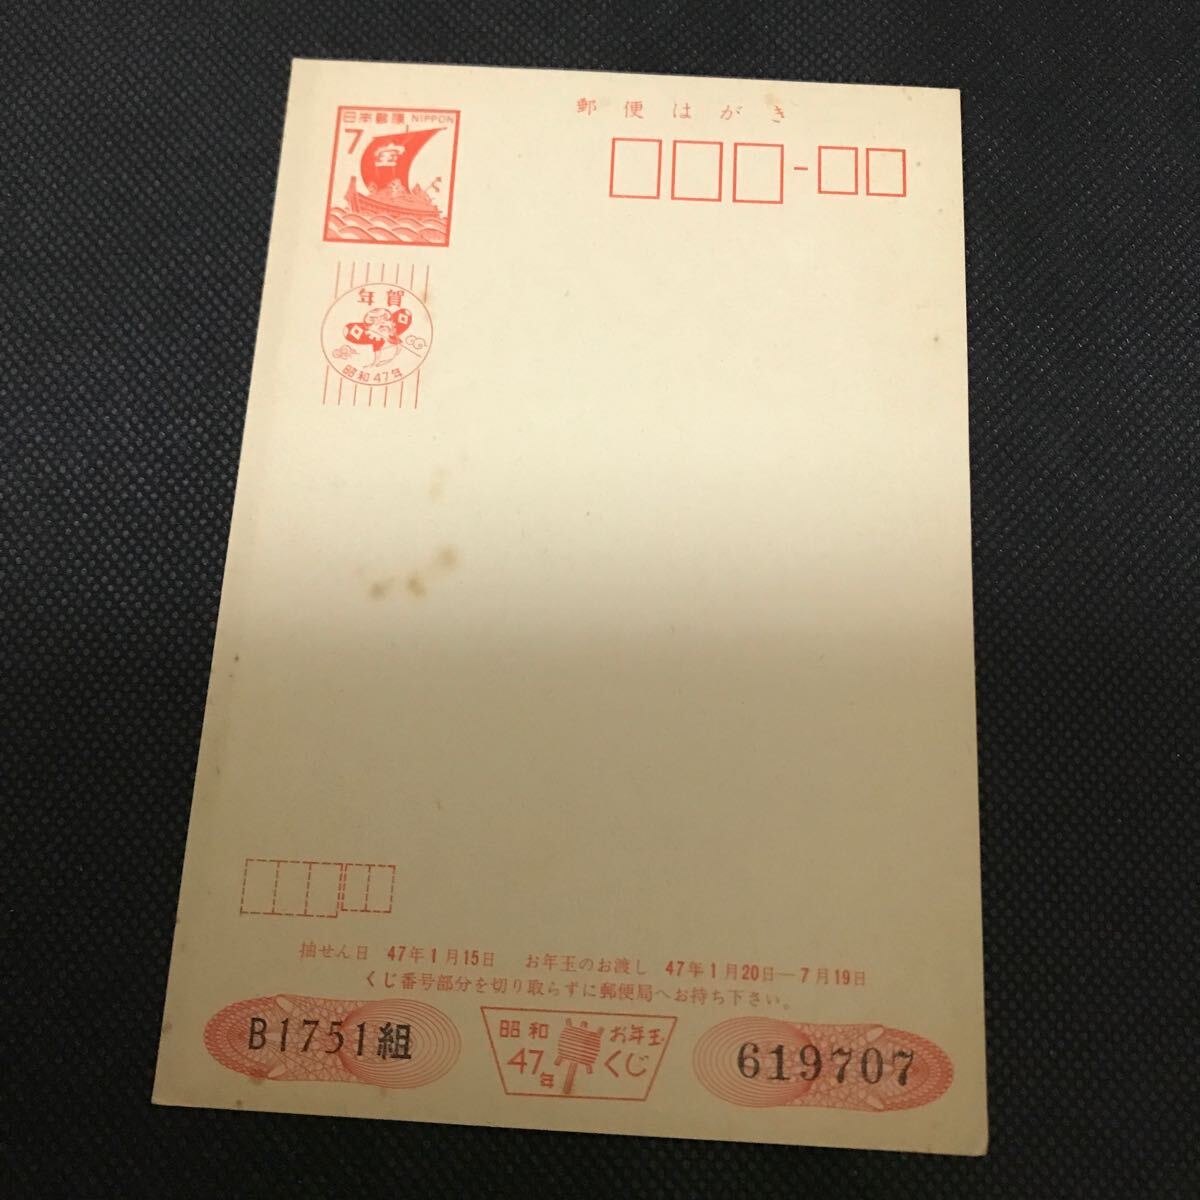 郵便はがき
日本郵便 NIPPON
7
宝
年賀
昭和47年
抽せん日 47年1月15日 お年玉のお渡し 47年1月20日―7月19日
くじ番号部分を切り取らずに郵便局へお持ち下さい。
B1751組
昭和 お年玉
47年 くじ
619707